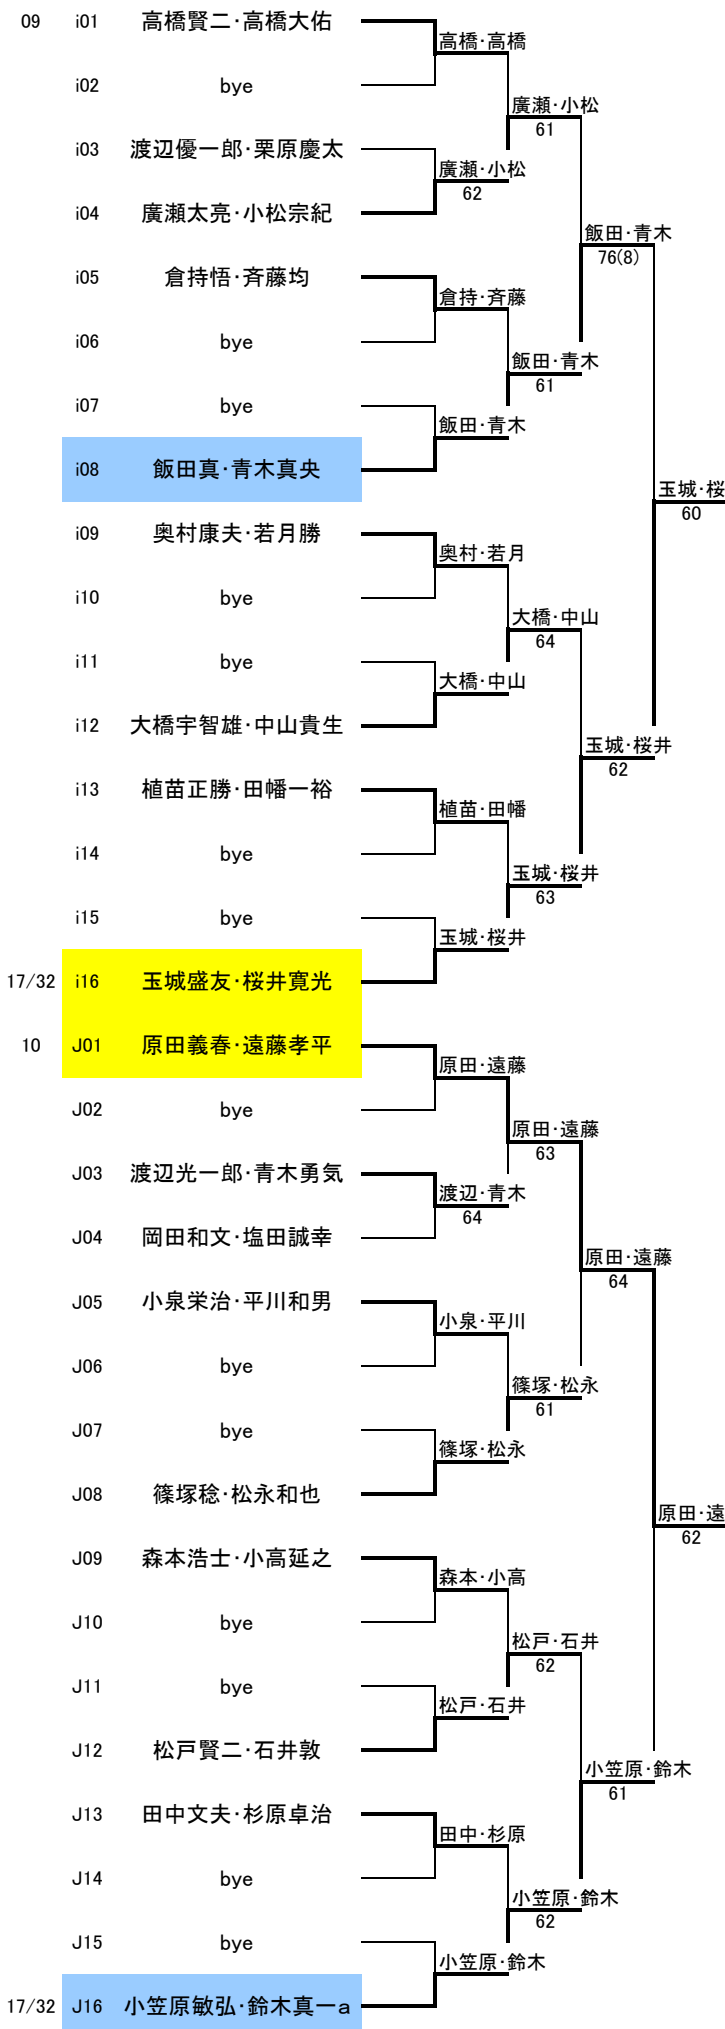 09 i01 高橋賢二・高橋大佑
高橋・高橋
i02 bye
廣瀬・小松
61
i03 渡辺優一郎・栗原慶太
廣瀬・小松
62
i04 廣瀬太亮・小松宗紀
飯田・青木
76(8)
i05 倉持悟・斉藤均
倉持・斉藤
i06 bye
飯田・青木
61
i07 bye
飯田・青木
i08 飯田真・青木真央
玉城・桜
60
i09 奥村康夫・若月勝
奥村・若月
i10 bye
大橋・中山
64
i11 bye
大橋・中山
i12 大橋宇智雄・中山貴生
玉城・桜井
62
i13 植苗正勝・田幡一裕
植苗・田幡
i14 bye
玉城・桜井
63
i15 bye
玉城・桜井
17/32 i16 玉城盛友・桜井寛光
10 J01 原田義春・遠藤孝平
原田・遠藤
J02 bye
原田・遠藤
63
J03 渡辺光一郎・青木勇気
渡辺・青木
64
J04 岡田和文・塩田誠幸
原田・遠藤
64
J05 小泉栄治・平川和男
小泉・平川
J06 bye
篠塚・松永
61
J07 bye
篠塚・松永
J08 篠塚稔・松永和也
原田・遠
62
J09 森本浩士・小高延之
森本・小高
J10 bye
松戸・石井
62
J11 bye
松戸・石井
J12 松戸賢二・石井敦
小笠原・鈴木
61
J13 田中文夫・杉原卓治
田中・杉原
J14 bye
小笠原・鈴木
62
J15 bye
小笠原・鈴木
17/32 J16 小笠原敏弘・鈴木真一a